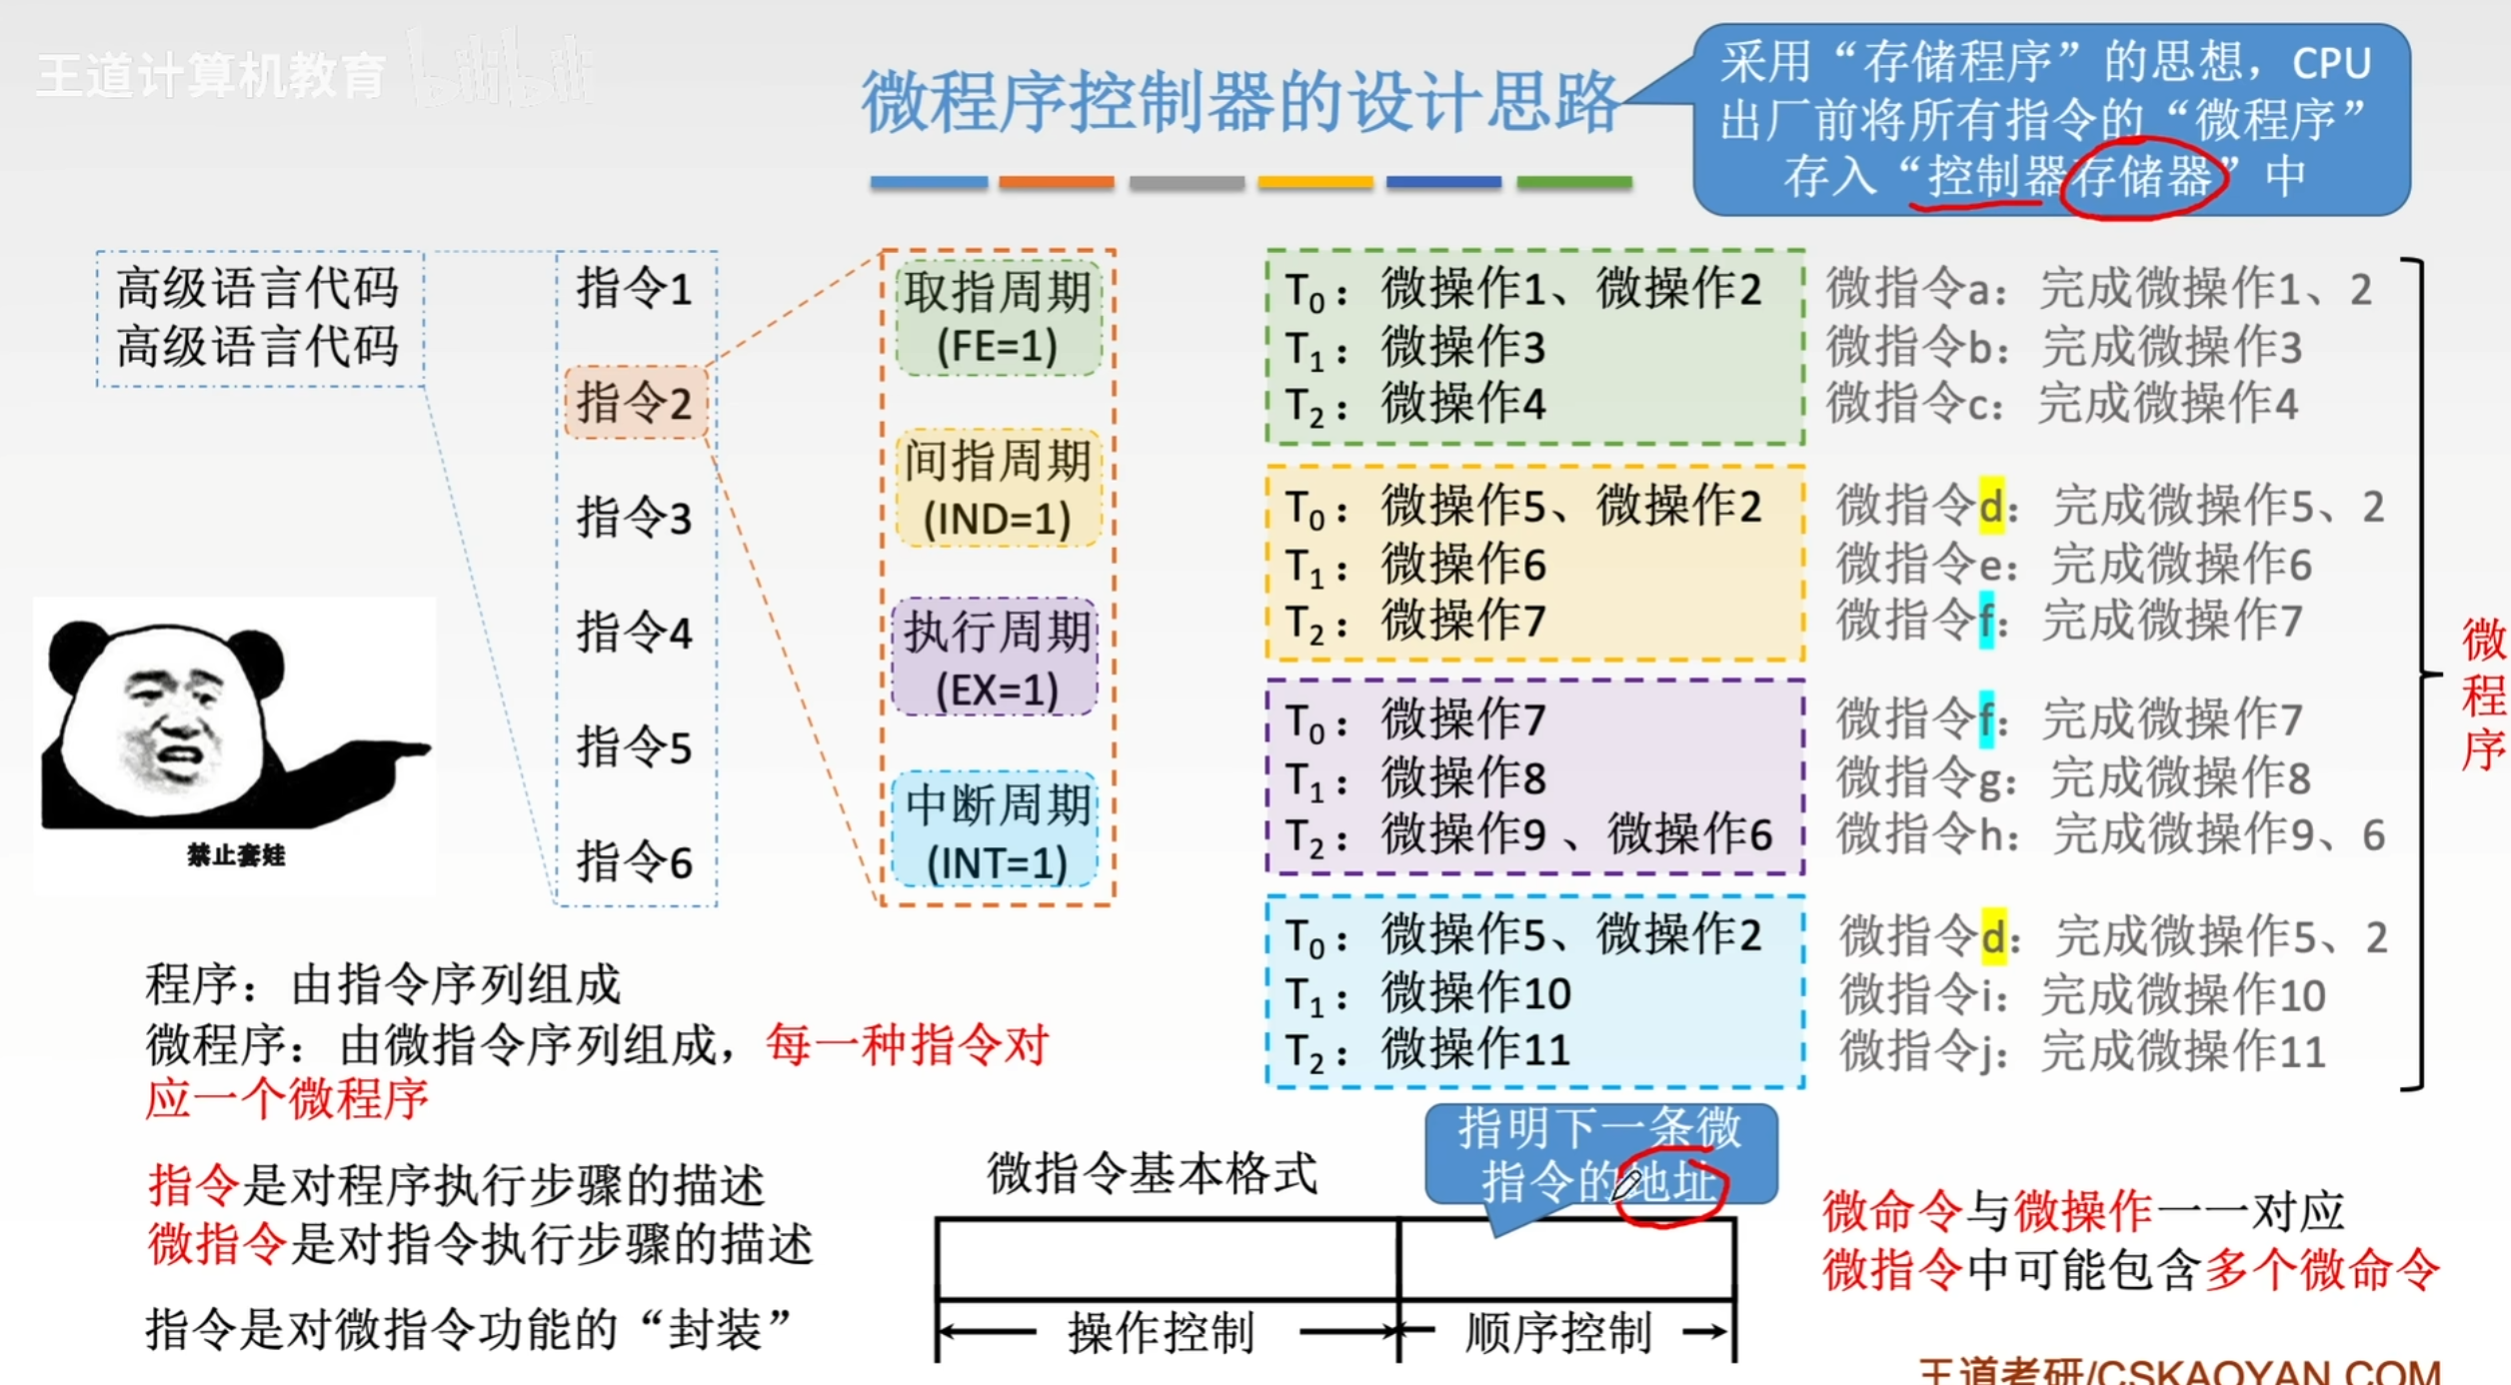 王道计算机教育 bilibili
微程序控制器的设计思路
采用“存储程序”的思想，CPU
出厂前将所有指令的“微程序”
存入“控制器存储器”中
高级语言代码
高级语言代码
指令1
指令2
指令3
指令4
指令5
指令6
取指周期
(FE=1)
间指周期
(IND=1)
执行周期
(EX=1)
中断周期
(INT=1)
T₀：微操作1、微操作2
T₁：微操作3
T₂：微操作4
T₀：微操作5、微操作2
T₁：微操作6
T₂：微操作7
T₀：微操作7
T₁：微操作8
T₂：微操作9 、微操作6
T₀：微操作5、微操作2
T₁：微操作10
T₂：微操作11
微指令a：完成微操作1、2
微指令b：完成微操作3
微指令c：完成微操作4
微指令d：完成微操作5、2
微指令e：完成微操作6
微指令f：完成微操作7
微指令f：完成微操作7
微指令g：完成微操作8
微指令h：完成微操作9、6
微指令d：完成微操作5、2
微指令i：完成微操作10
微指令j：完成微操作11
微
程
序
禁止套娃
程序：由指令序列组成
微程序：由微指令序列组成，每一种指令对
应一个微程序
指令是对程序执行步骤的描述
微指令是对指令执行步骤的描述
指令是对微指令功能的“封装”
微指令基本格式
指明下一条微
指令的地址
操作控制
顺序控制
微命令与微操作一一对应
微指令中可能包含多个微命令
王道考研/CSKAOYAN.COM